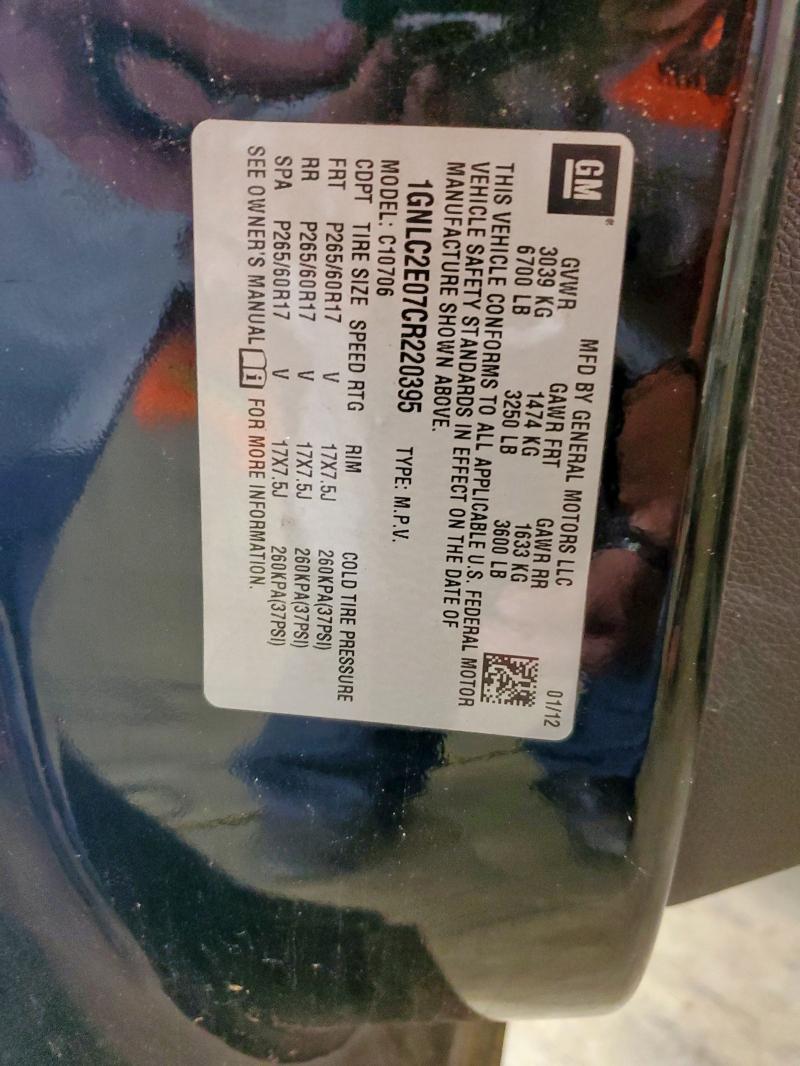 GM
MFD BY GENERAL MOTORS LLC 01/12
GVWR GAWR FRT GAWR RR
3039 KG 1474 KG 1633 KG
6700 LB 3250 LB 3600 LB
THIS VEHICLE CONFORMS TO ALL APPLICABLE U.S. FEDERAL MOTOR
VEHICLE SAFETY STANDARDS IN EFFECT ON THE DATE OF
MANUFACTURE SHOWN ABOVE.
1GNLC2E07CR220395 TYPE: M.P.V.
MODEL: C10706
CDPT TIRE SIZE SPEED RTG RIM COLD TIRE PRESSURE
FRT P265/60R17 V 17X7.5J 260KPA(37PSI)
RR P265/60R17 V 17X7.5J 260KPA(37PSI)
SPA P265/60R17 V 17X7.5J 260KPA(37PSI)
SEE OWNER'S MANUAL FOR MORE INFORMATION.